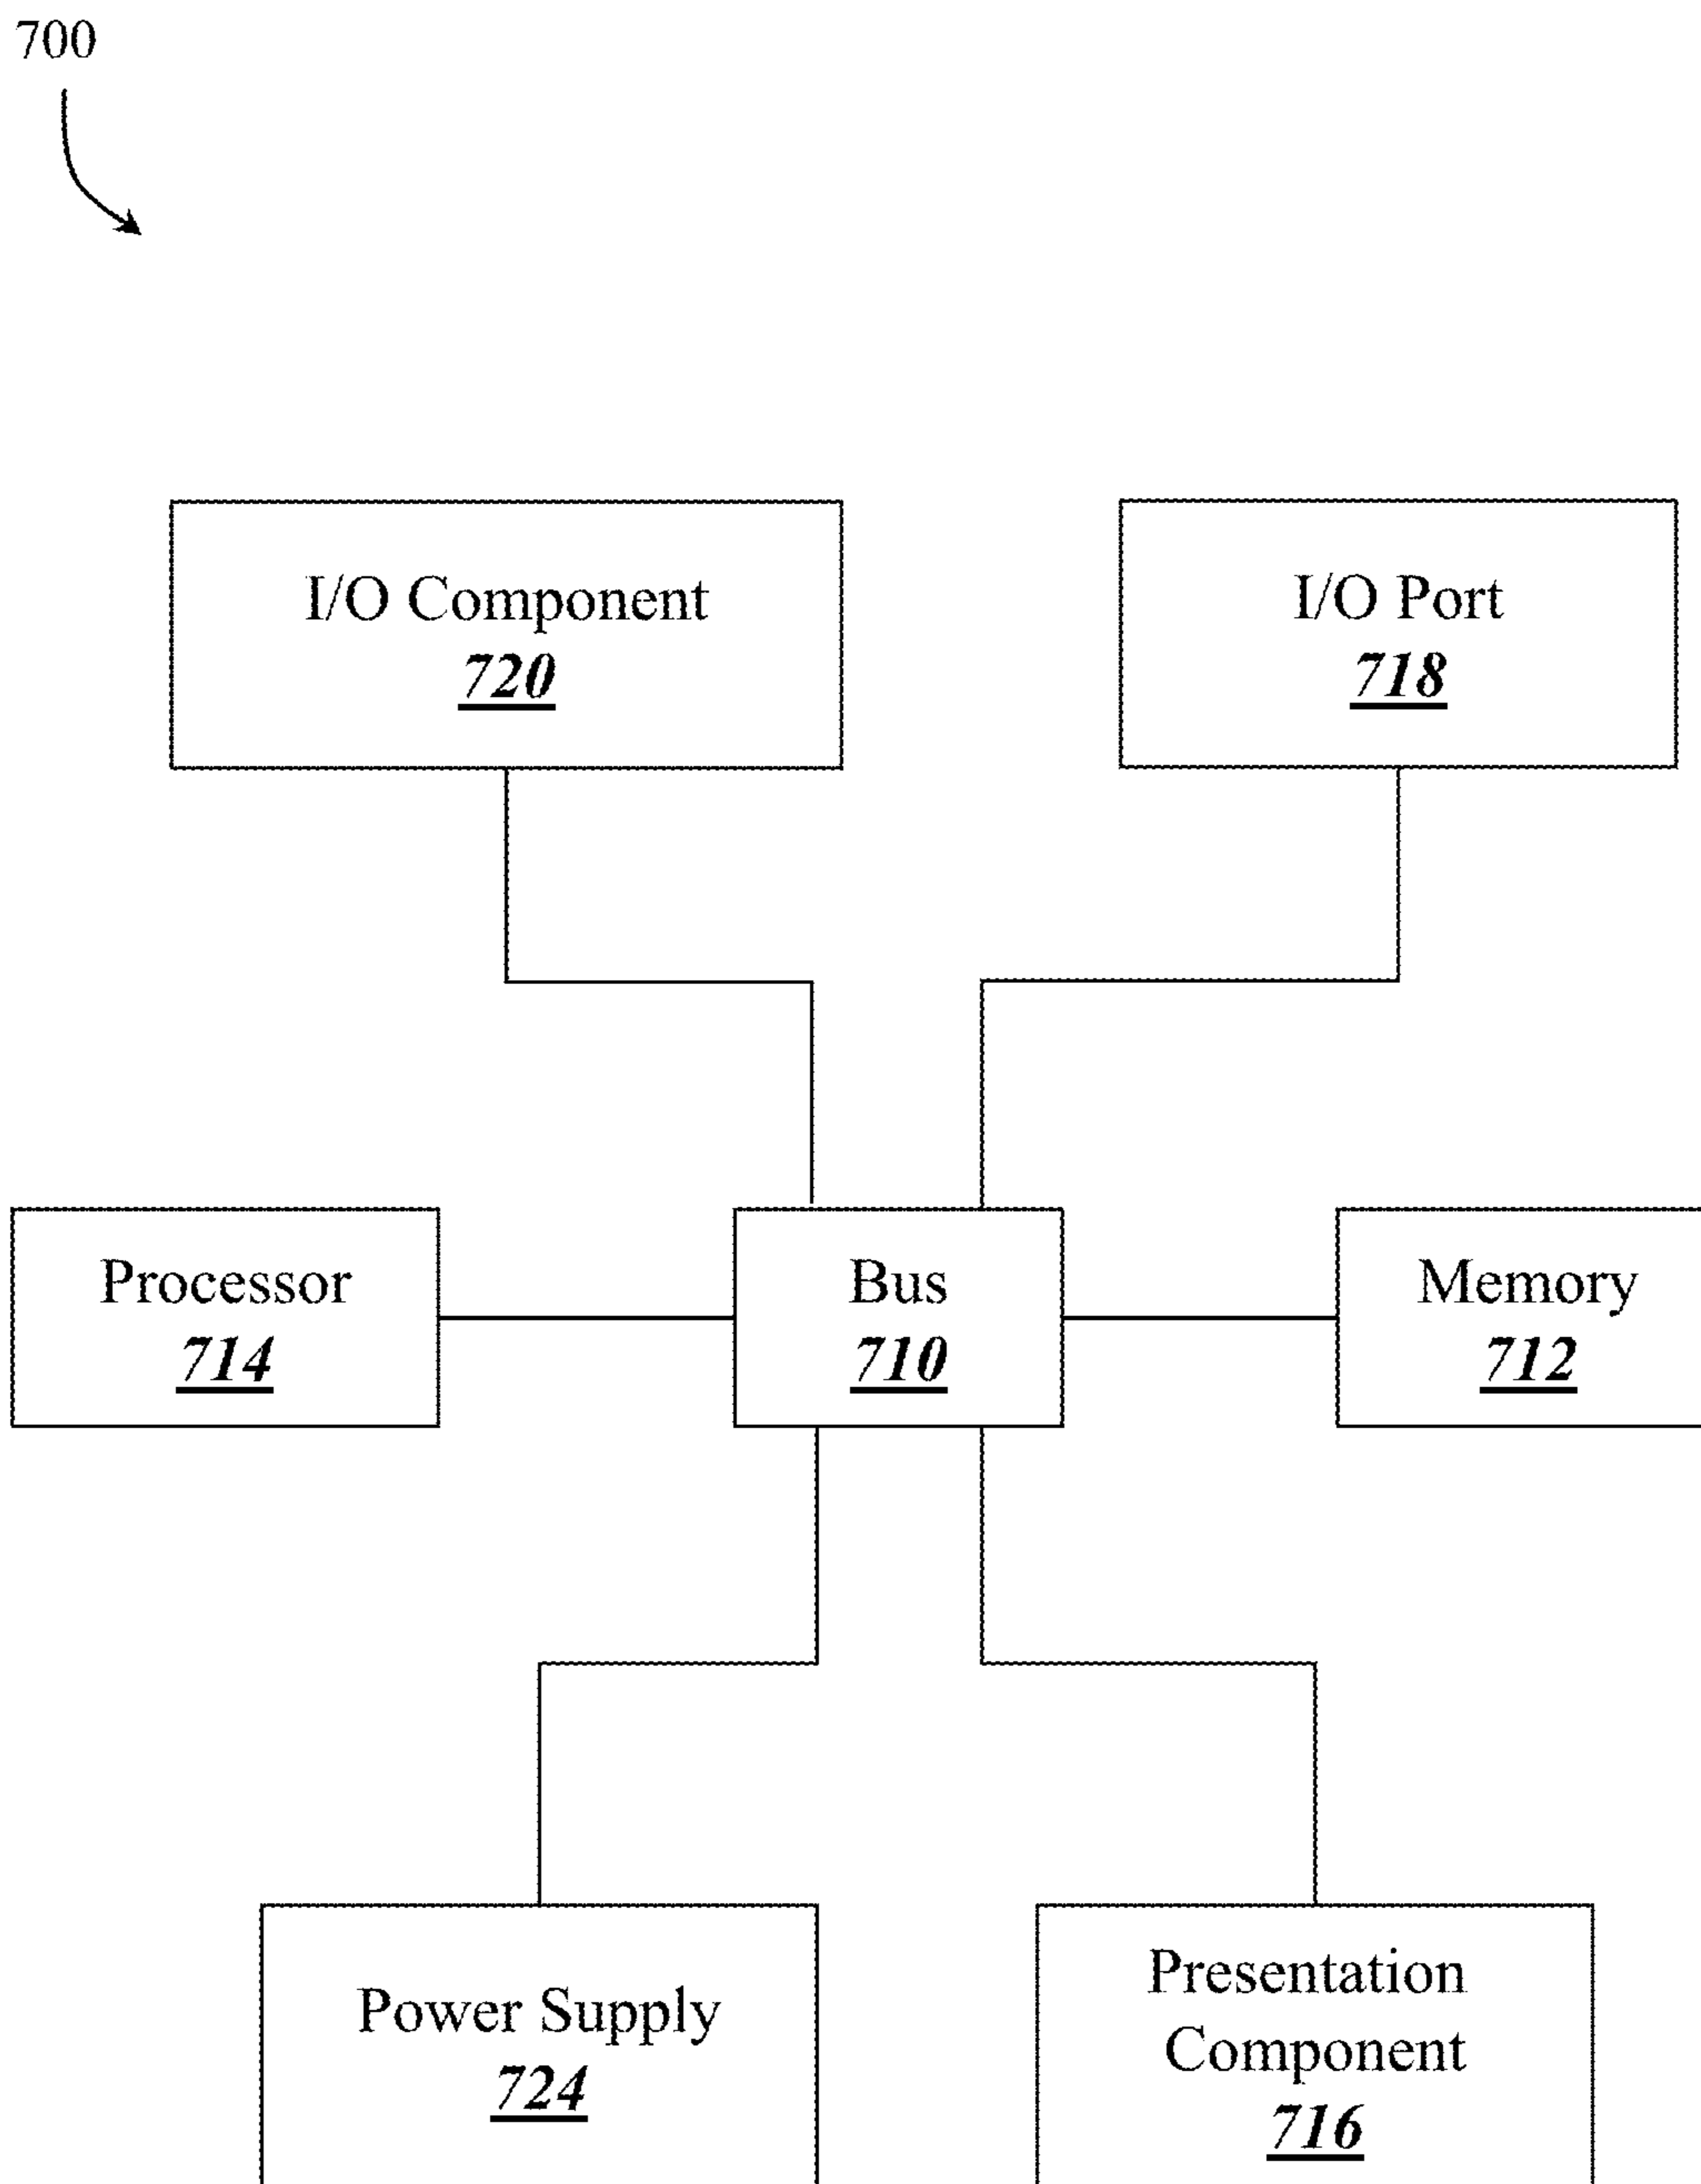 700
I/O Component
720
I/O Port
718
Processor
714
Bus
710
Memory
712
Power Supply
724
Presentation
Component
716